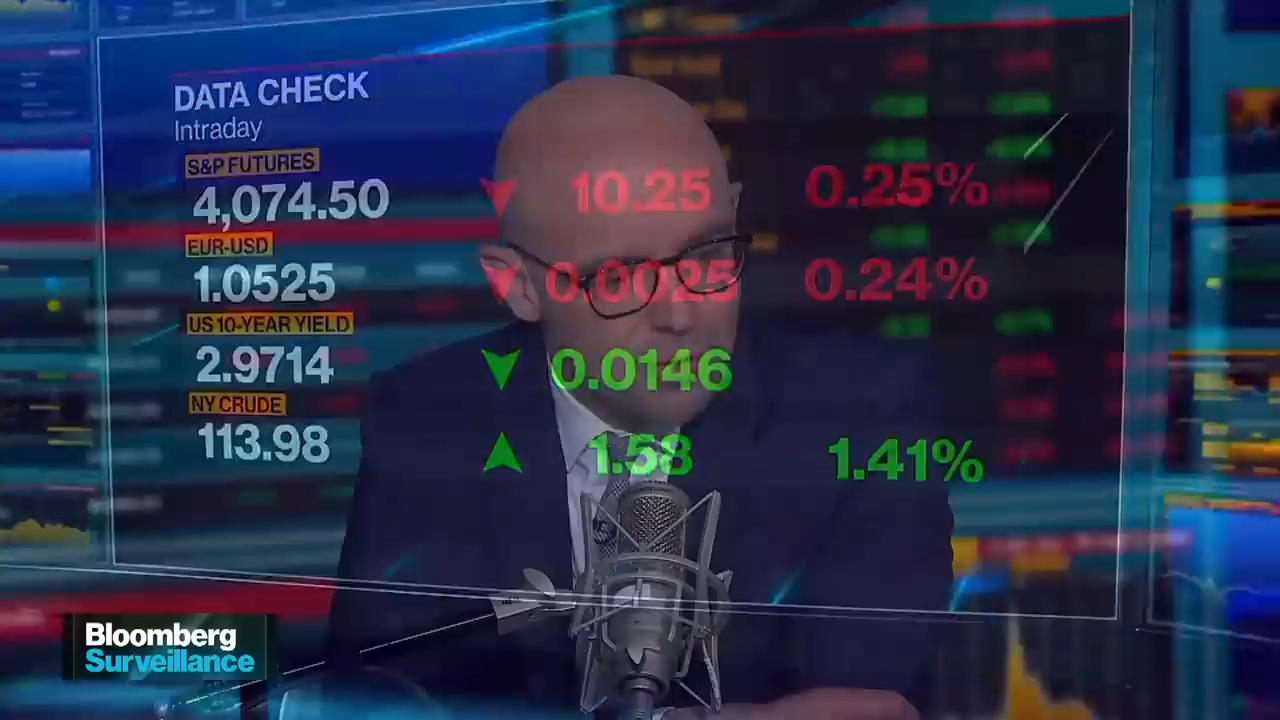 DATA CHECK
Intraday
S&P FUTURES
4,074.50 ▼ 10.25 0.25%
EUR-USD
1.0525 ▼ 0.0025 0.24%
US 10-YEAR YIELD
2.9714 ▼ 0.0146
NY CRUDE
113.98 ▲ 1.58 1.41%
Bloomberg
Surveillance